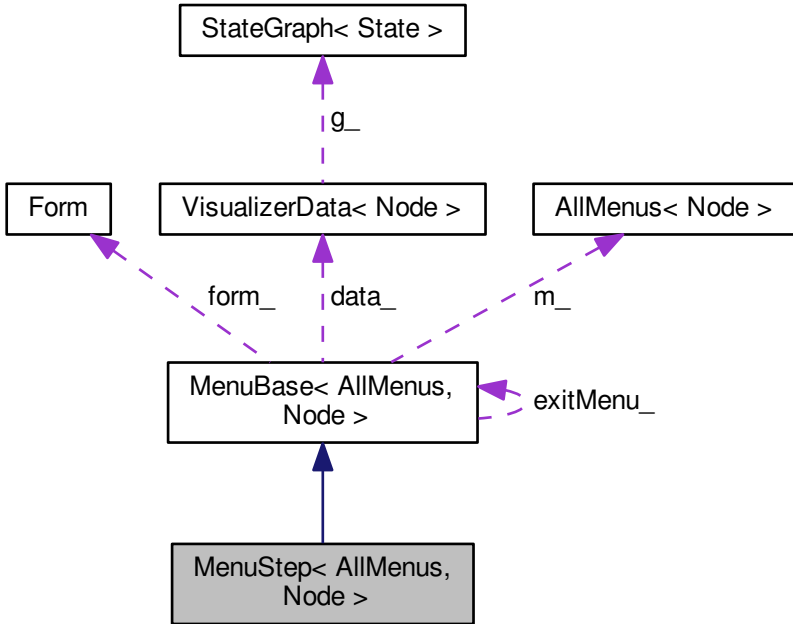 StateGraph< State >
g_
Form
VisualizerData< Node >
AllMenus< Node >
form_
data_
m_
MenuBase< AllMenus,
Node >
exitMenu_
MenuStep< AllMenus,
Node >